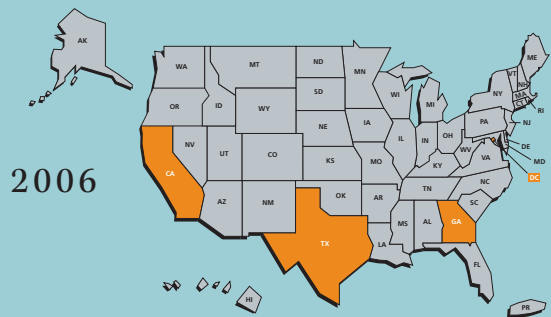 AK
WA
MT
ND
MN
ME
VT
NH
OR
ID
WY
SD
WI
MI
NY
MA
CT
RI
NV
UT
CO
NE
IA
IL
IN
OH
PA
NJ
CA
KS
MO
KY
WV
VA
DE
MD
DC
2006
AZ
NM
OK
AR
TN
NC
SC
TX
LA
MS
AL
GA
FL
HI
PR